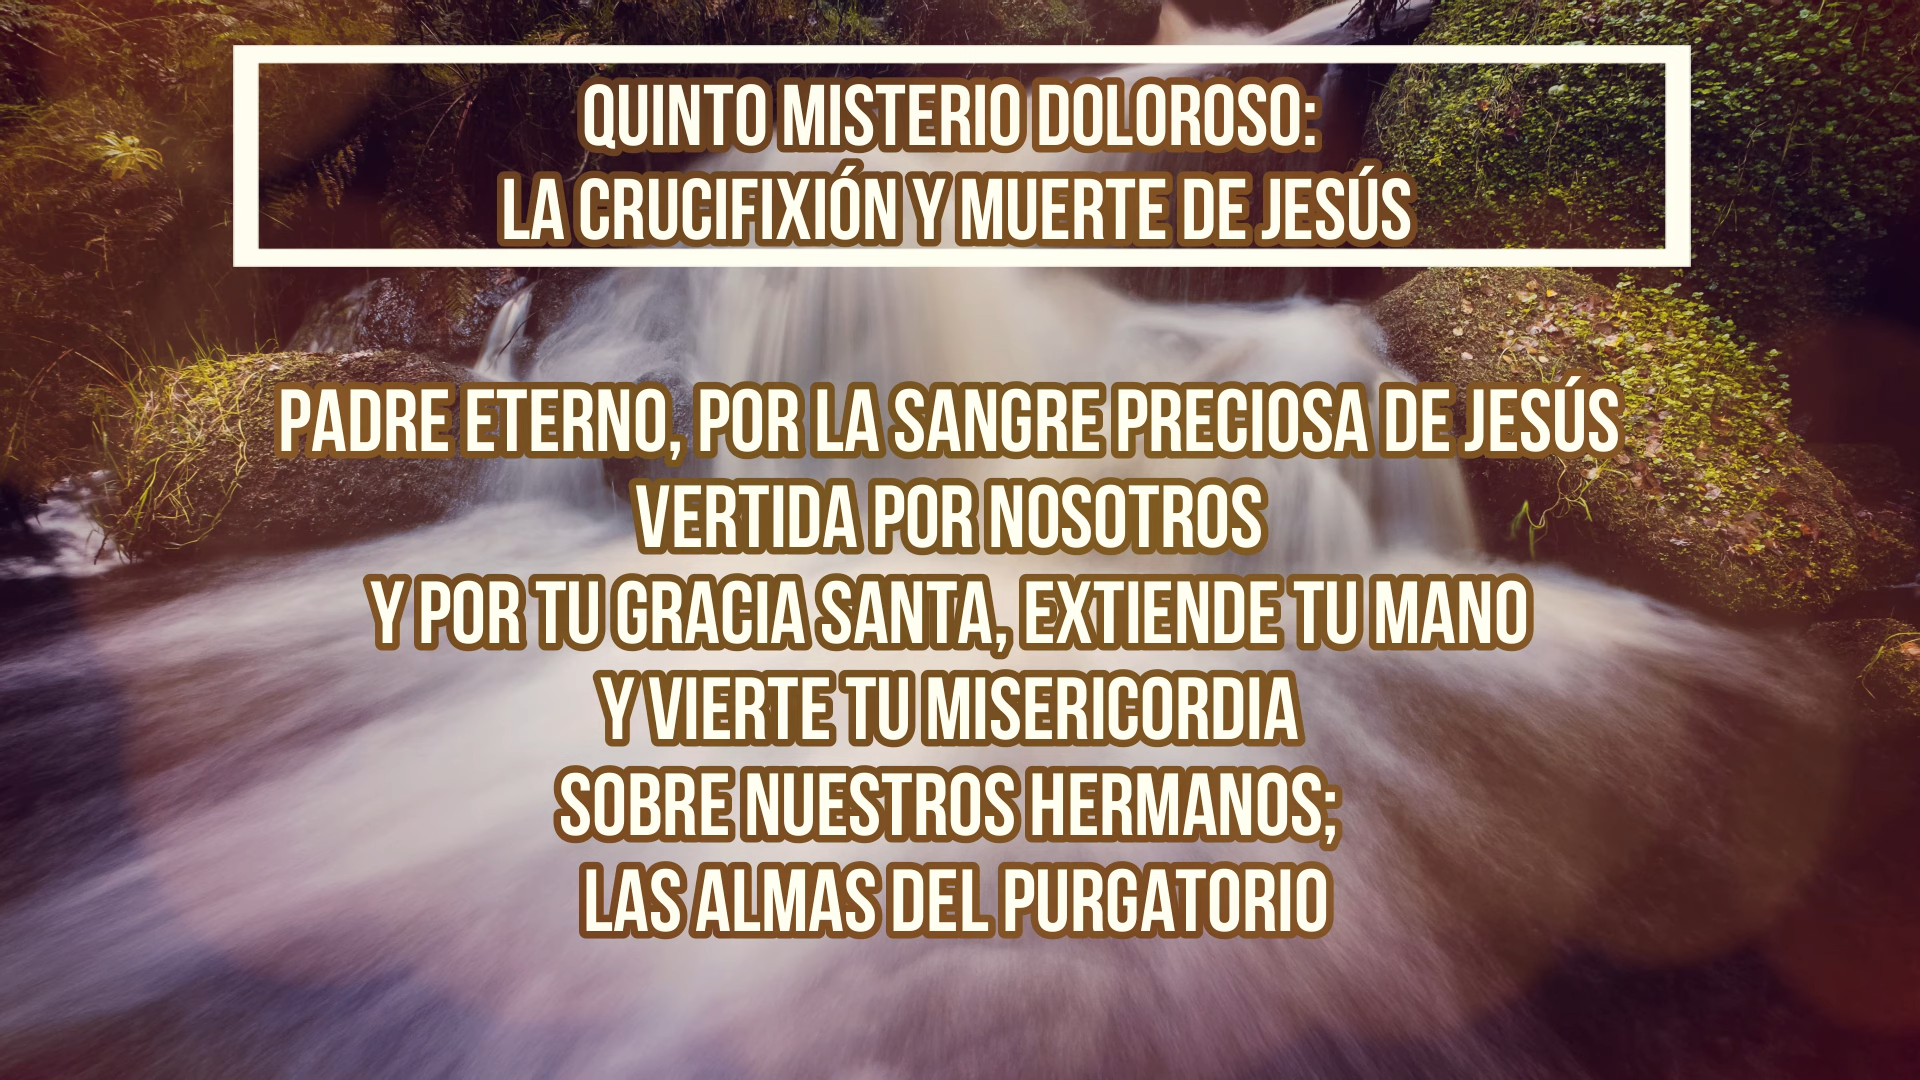 QUINTO MISTERIO DOLOROSO:
LA CRUCIFIXIÓN Y MUERTE DE JESÚS
PADRE ETERNO, POR LA SANGRE PRECIOSA DE JESÚS
VERTIDA POR NOSOTROS
Y POR TU GRACIA SANTA, EXTIENDE TU MANO
Y VIERTE TU MISERICORDIA
SOBRE NUESTROS HERMANOS;
LAS ALMAS DEL PURGATORIO